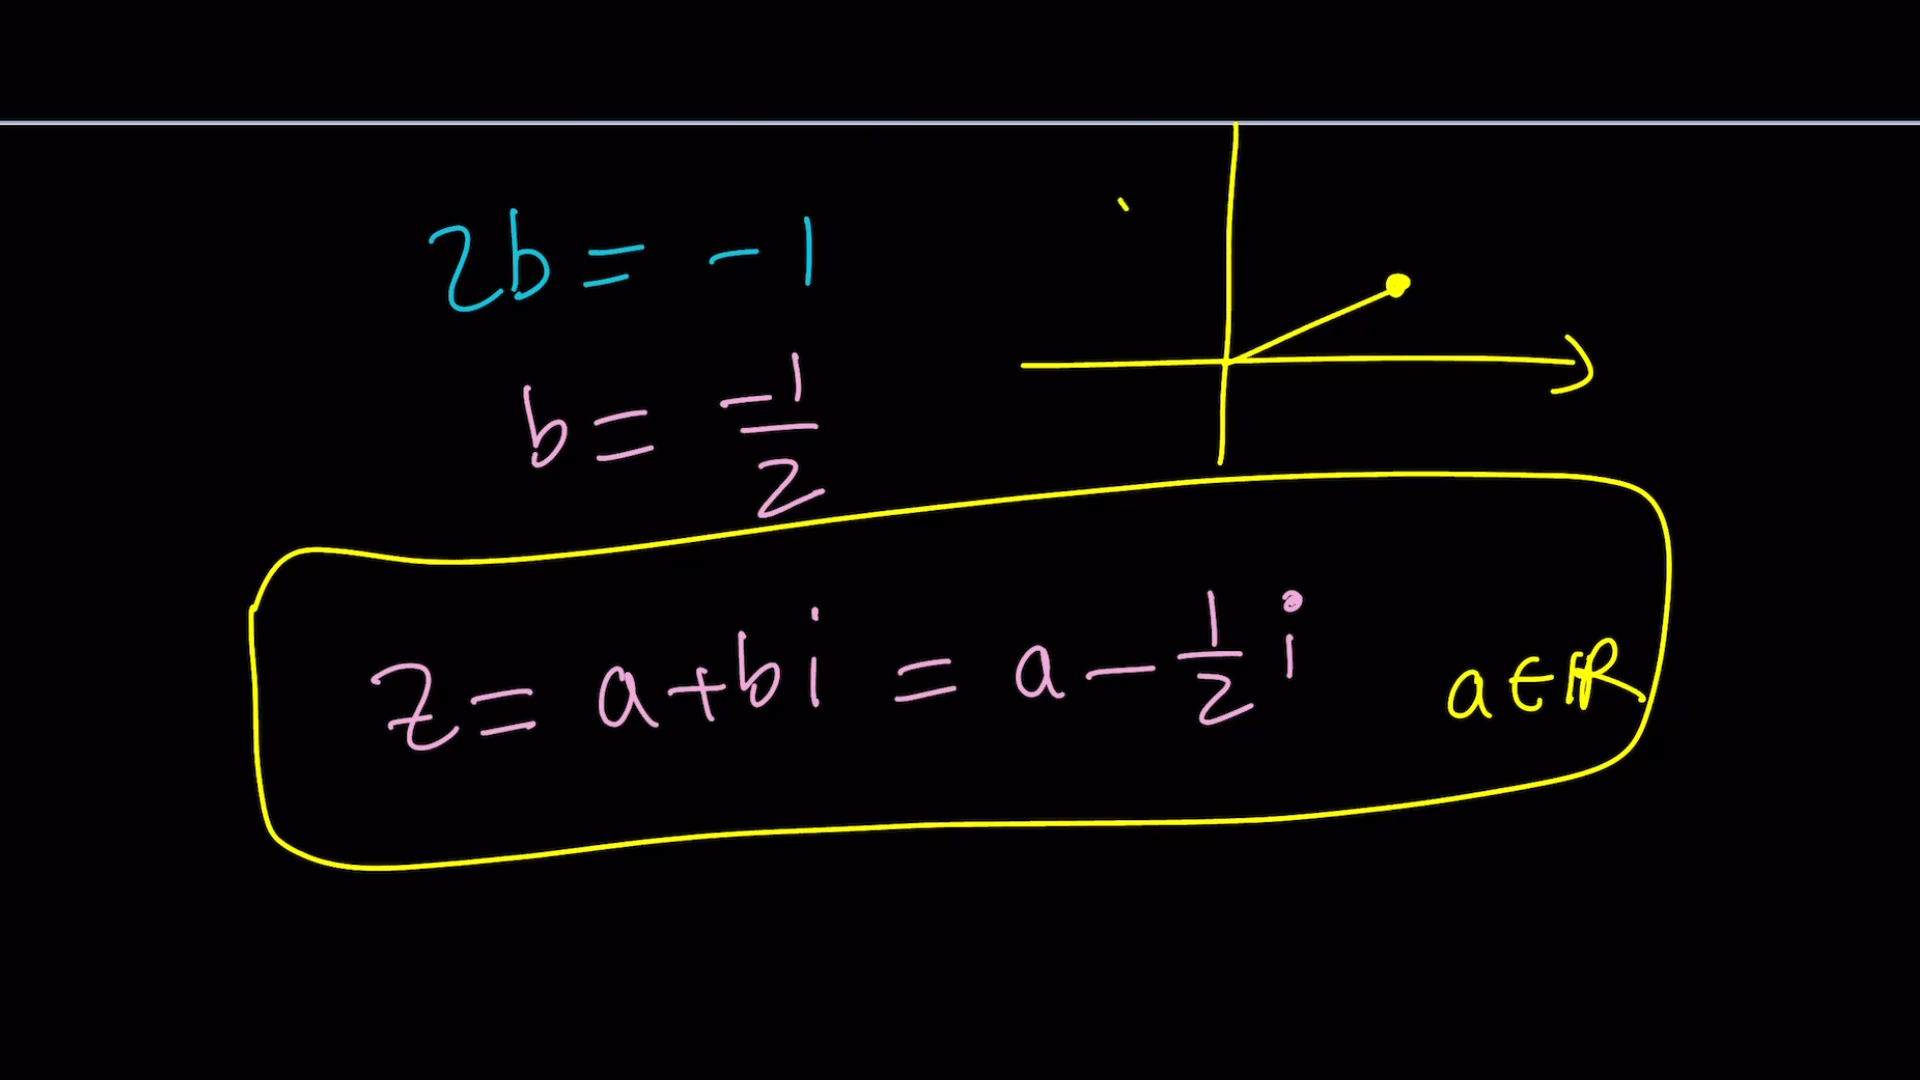 2b = -1
b = -1/2
z = a+bi = a - 1/2 i a ∈ ℝ